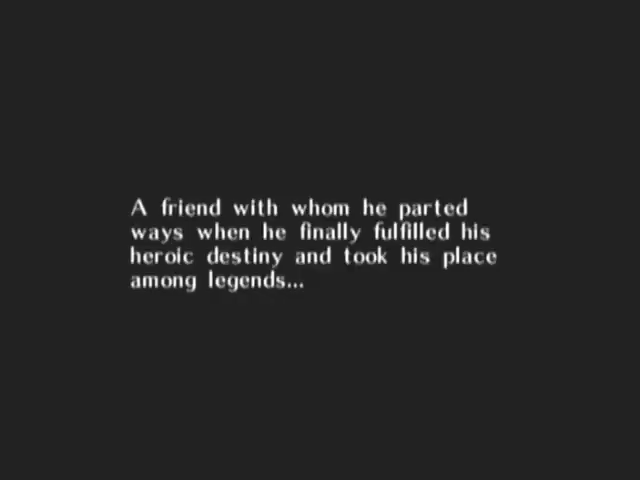 A friend with whom he parted
ways when he finally fulfilled his
heroic destiny and took his place
among legends...